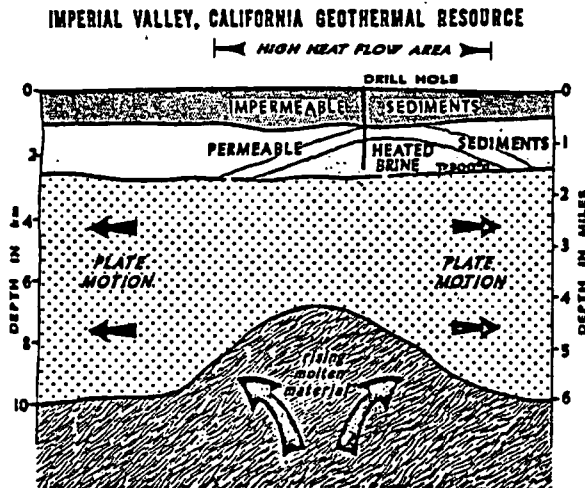 IMPERIAL VALLEY, CALIFORNIA GEOTHERMAL RESOURCE
HIGH HEAT FLOW AREA
DRILL HOLE
0
0
IMPERMEABLE SEDIMENTS
PERMEABLE
SEDIMENTS
HEATED
BRINE
2
1
2
4
3
6
4
8
5
10
6
DEPTH IN km
DEPTH IN MILES
PLATE
MOTION
PLATE
MOTION
rising
molten
material